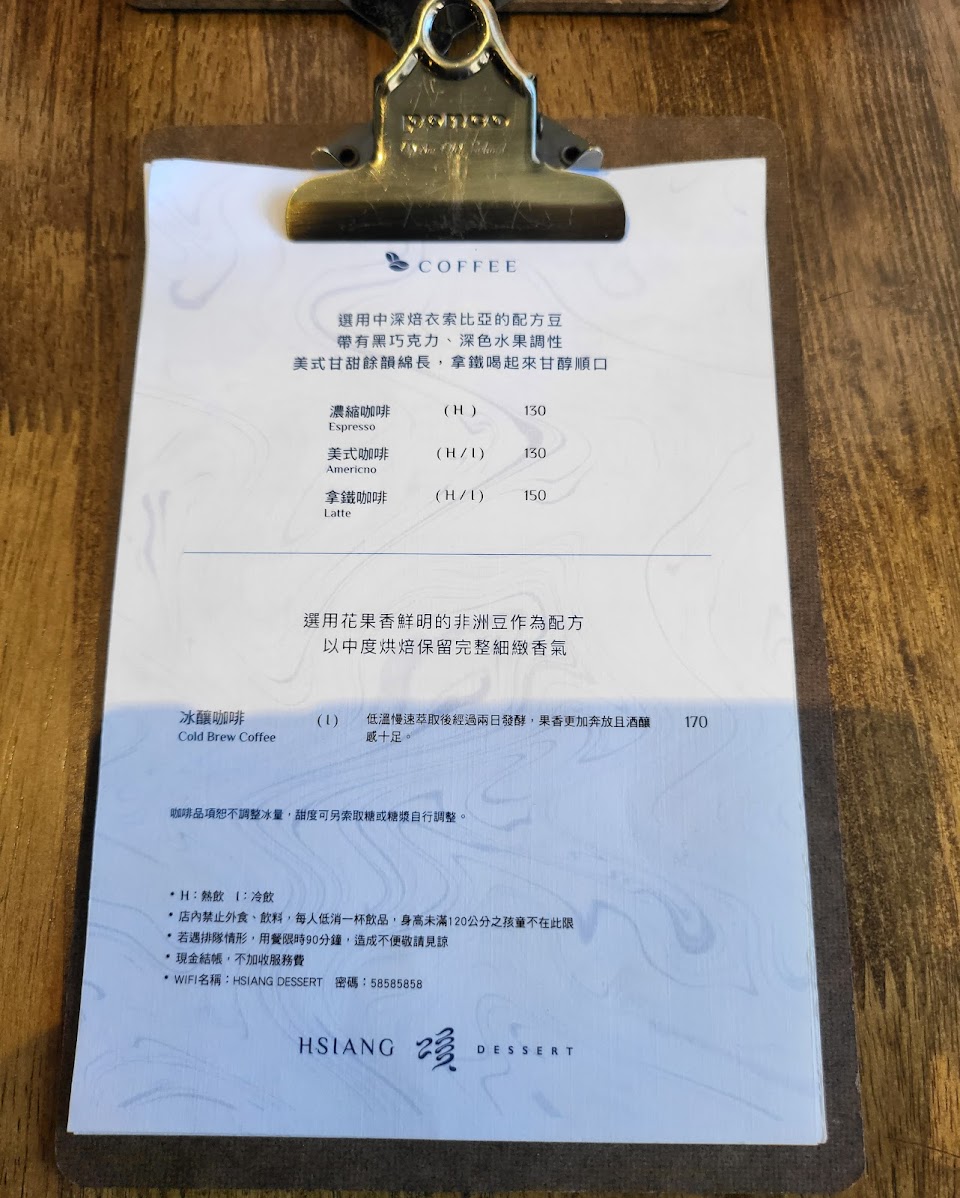 COFFEE
選用中深焙衣索比亞的配方豆
帶有黑巧克力、深色水果調性
美式甘甜餘韻綿長，拿鐵喝起來甘醇順口
濃縮咖啡 ( H ) 130
Espresso
美式咖啡 ( H / I ) 130
Americno
拿鐵咖啡 ( H / I ) 150
Latte
選用花果香鮮明的非洲豆作為配方
以中度烘焙保留完整細緻香氣
冰釀咖啡 ( I ) 低溫慢速萃取後經過兩日發酵，果香更加奔放且酒釀 170
Cold Brew Coffee 感十足。
咖啡品項恕不調整冰量，甜度可另索取糖或糖漿自行調整。
* H：熱飲 I：冷飲
* 店內禁止外食、飲料，每人低消一杯飲品，身高未滿120公分之孩童不在此限
* 若遇排隊情形，用餐限時90分鐘，造成不便敬請見諒
* 現金結帳，不加收服務費
* WiFi名稱：HSIANG DESSERT 密碼：58585858
HSIANG DESSERT